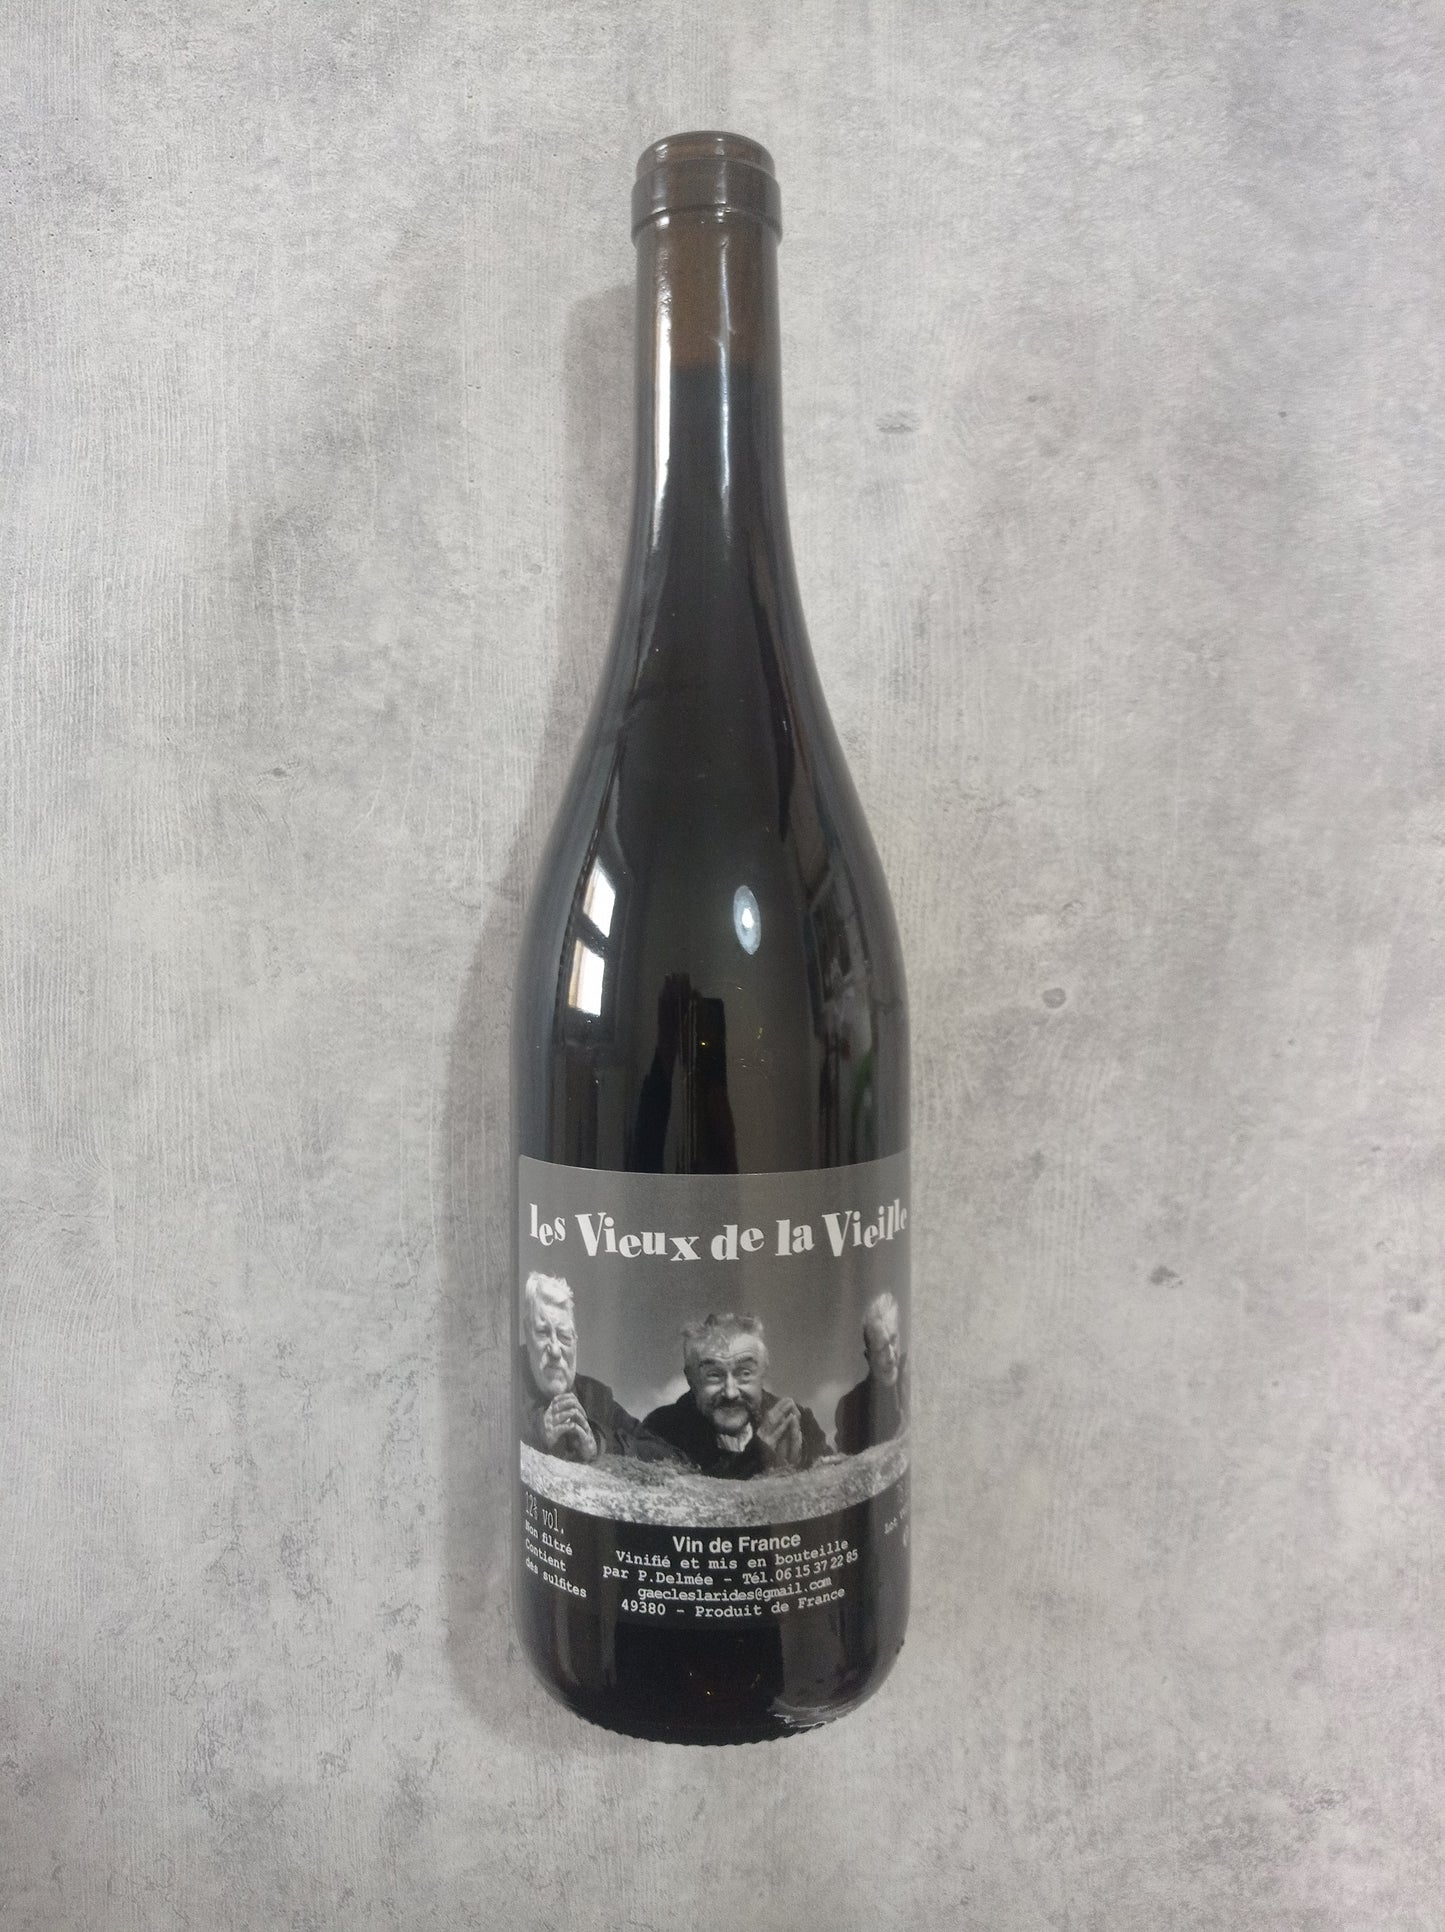 les Vieux de la Vieille
12% vol.
Non filtré
Contient
des sulfites
Vin de France
Vinifié et mis en bouteille
par P.Delmée - Tél.06 15 37 22 85
gaecleslarides@gmail.com
49380 - Produit de France
Lot